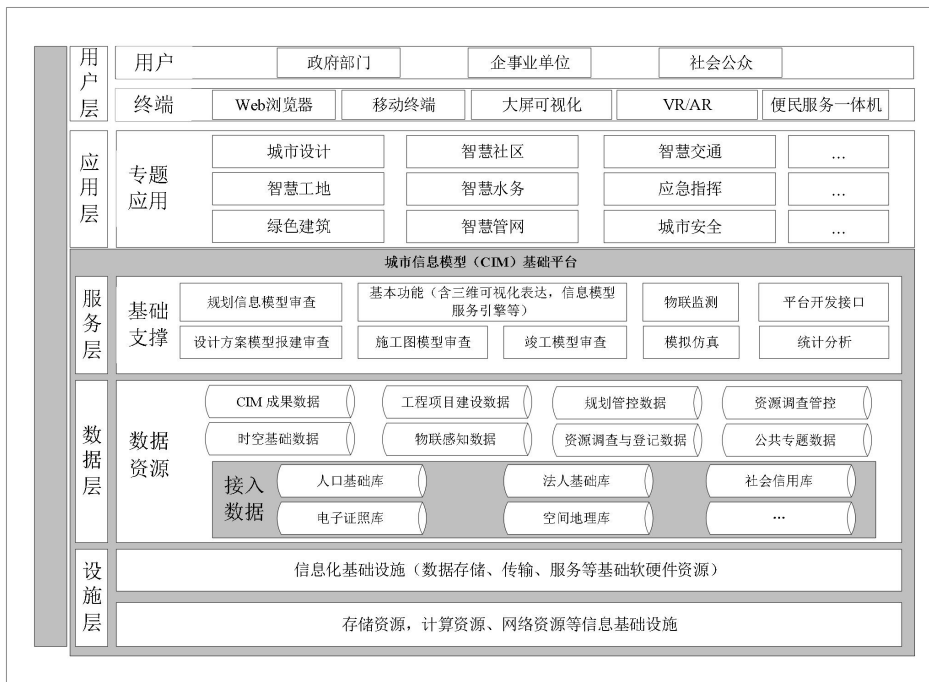 用户层
用户
政府部门
企事业单位
社会公众
终端
Web浏览器
移动终端
大屏可视化
VR/AR
便民服务一体机
应用层
专题
应用
城市设计
智慧社区
智慧交通
...
智慧工地
智慧水务
应急指挥
...
绿色建筑
智慧管网
城市安全
...
城市信息模型（CIM）基础平台
服务层
基础
支撑
规划信息模型审查
基本功能（含三维可视化表达，信息模型
服务引擎等）
物联监测
平台开发接口
设计方案模型报建审查
施工图模型审查
竣工模型审查
模拟仿真
统计分析
数据层
数据
资源
CIM 成果数据
工程项目建设数据
规划管控数据
资源调查管控
时空基础数据
物联感知数据
资源调查与登记数据
公共专题数据
接入
数据
人口基础库
法人基础库
社会信用库
电子证照库
空间地理库
...
设施层
信息化基础设施（数据存储、传输、服务等基础软硬件资源）
存储资源，计算资源、网络资源等信息基础设施